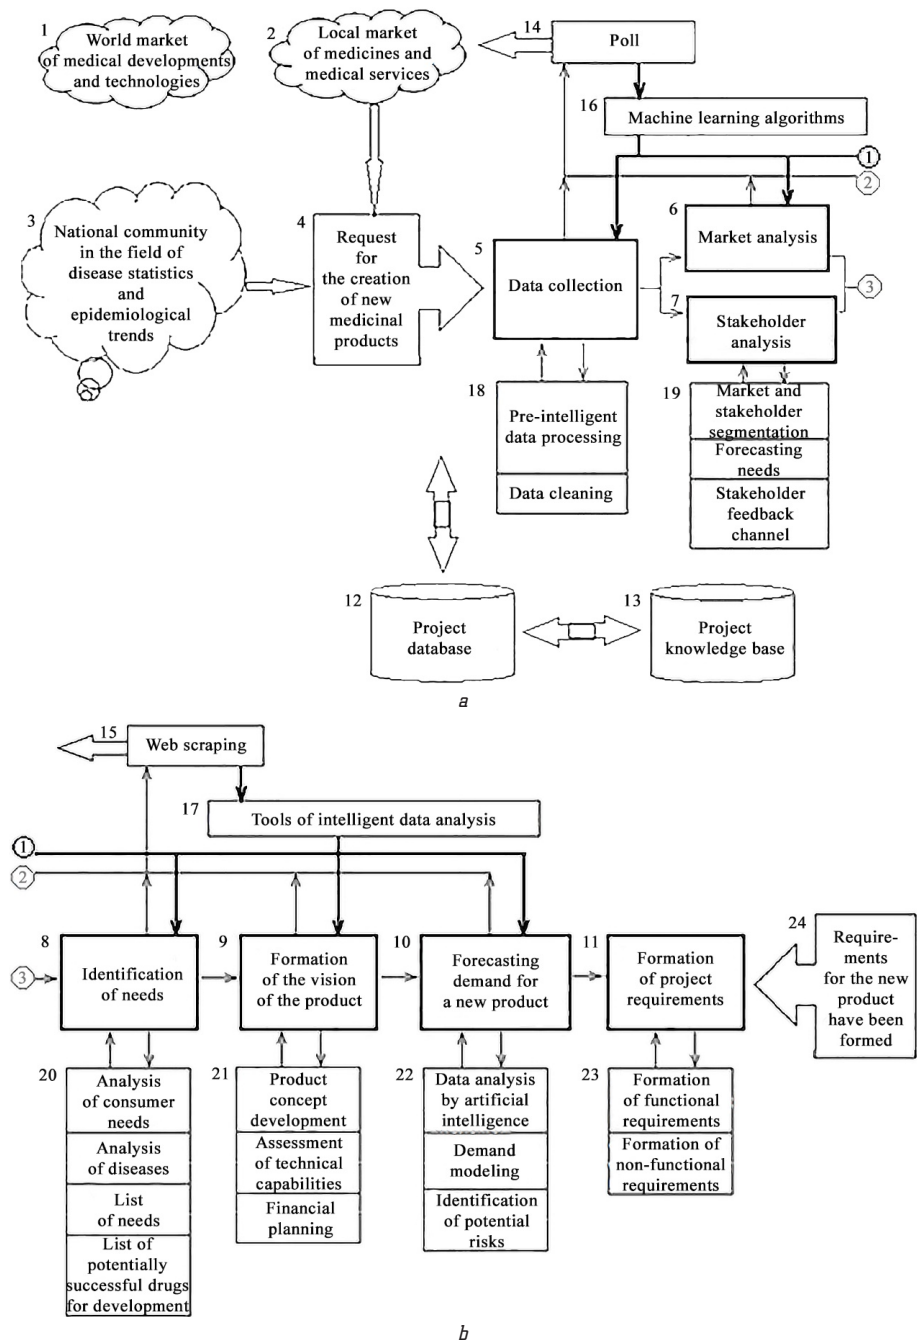 1
World market
of medical developments
and technologies
2
Local market
of medicines and
medical services
14
Poll
16
Machine learning algorithms
1
2
3
National community
in the field of
disease statistics
and
epidemiological
trends
4
Request
for
the creation
of new
medicinal
products
5
Data collection
6
Market analysis
3
7
Stakeholder
analysis
18
Pre-intelligent
data processing
Data cleaning
19
Market and
stakeholder
segmentation
Forecasting
needs
Stakeholder
feedback
channel
12
Project
database
13
Project
knowledge base
a
15
Web scraping
17
Tools of intelligent data analysis
1
2
3
8
Identification
of needs
9
Formation
of the vision
of the product
10
Forecasting
demand for
a new product
11
Formation
of project
requirements
24
Require-
ments
for the new
product
have been
formed
20
Analysis
of consumer
needs
Analysis
of diseases
List
of needs
List of
potentially
successful drugs
for development
21
Product
concept
development
Assessment
of technical
capabilities
Financial
planning
22
Data analysis
by artificial
intelligence
Demand
modeling
Identification
of potential
risks
23
Formation
of functional
requirements
Formation of
non-functional
requirements
b